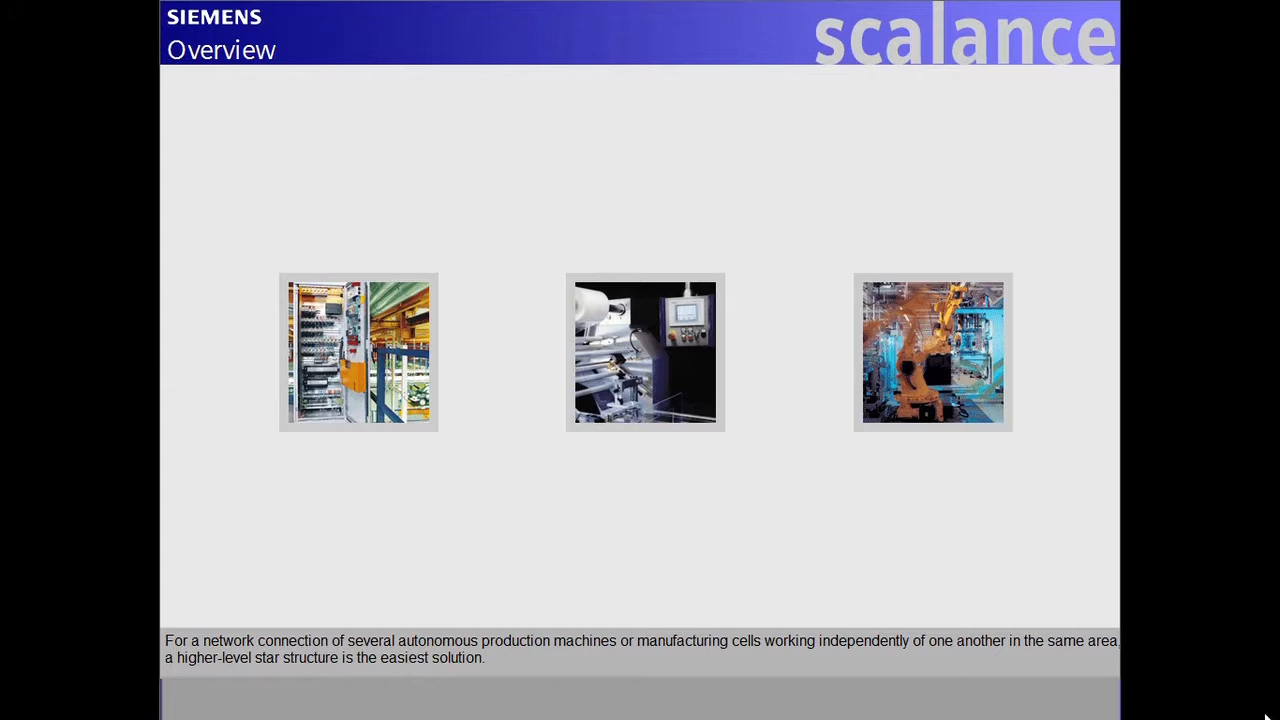 SIEMENS
Overview
scalance
For a network connection of several autonomous production machines or manufacturing cells working independently of one another in the same area,
a higher-level star structure is the easiest solution.